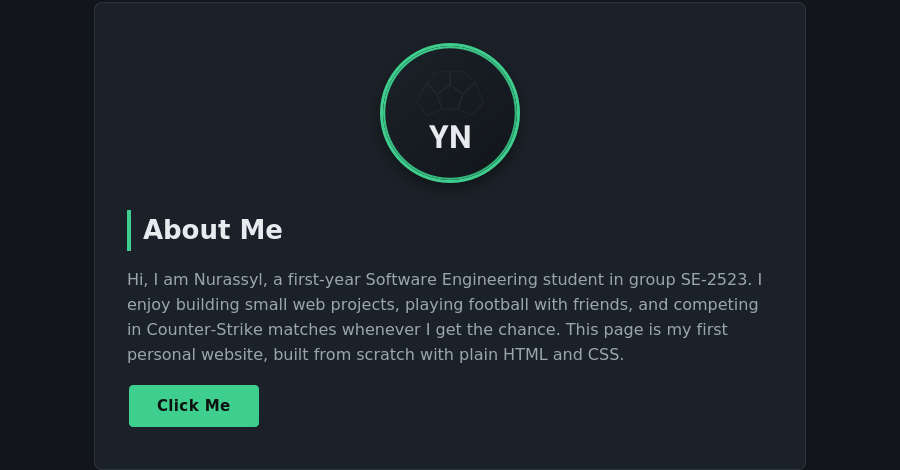 YN
About Me
Hi, I am Nurassyl, a first-year Software Engineering student in group SE-2523. I
enjoy building small web projects, playing football with friends, and competing
in Counter-Strike matches whenever I get the chance. This page is my first
personal website, built from scratch with plain HTML and CSS.
Click Me